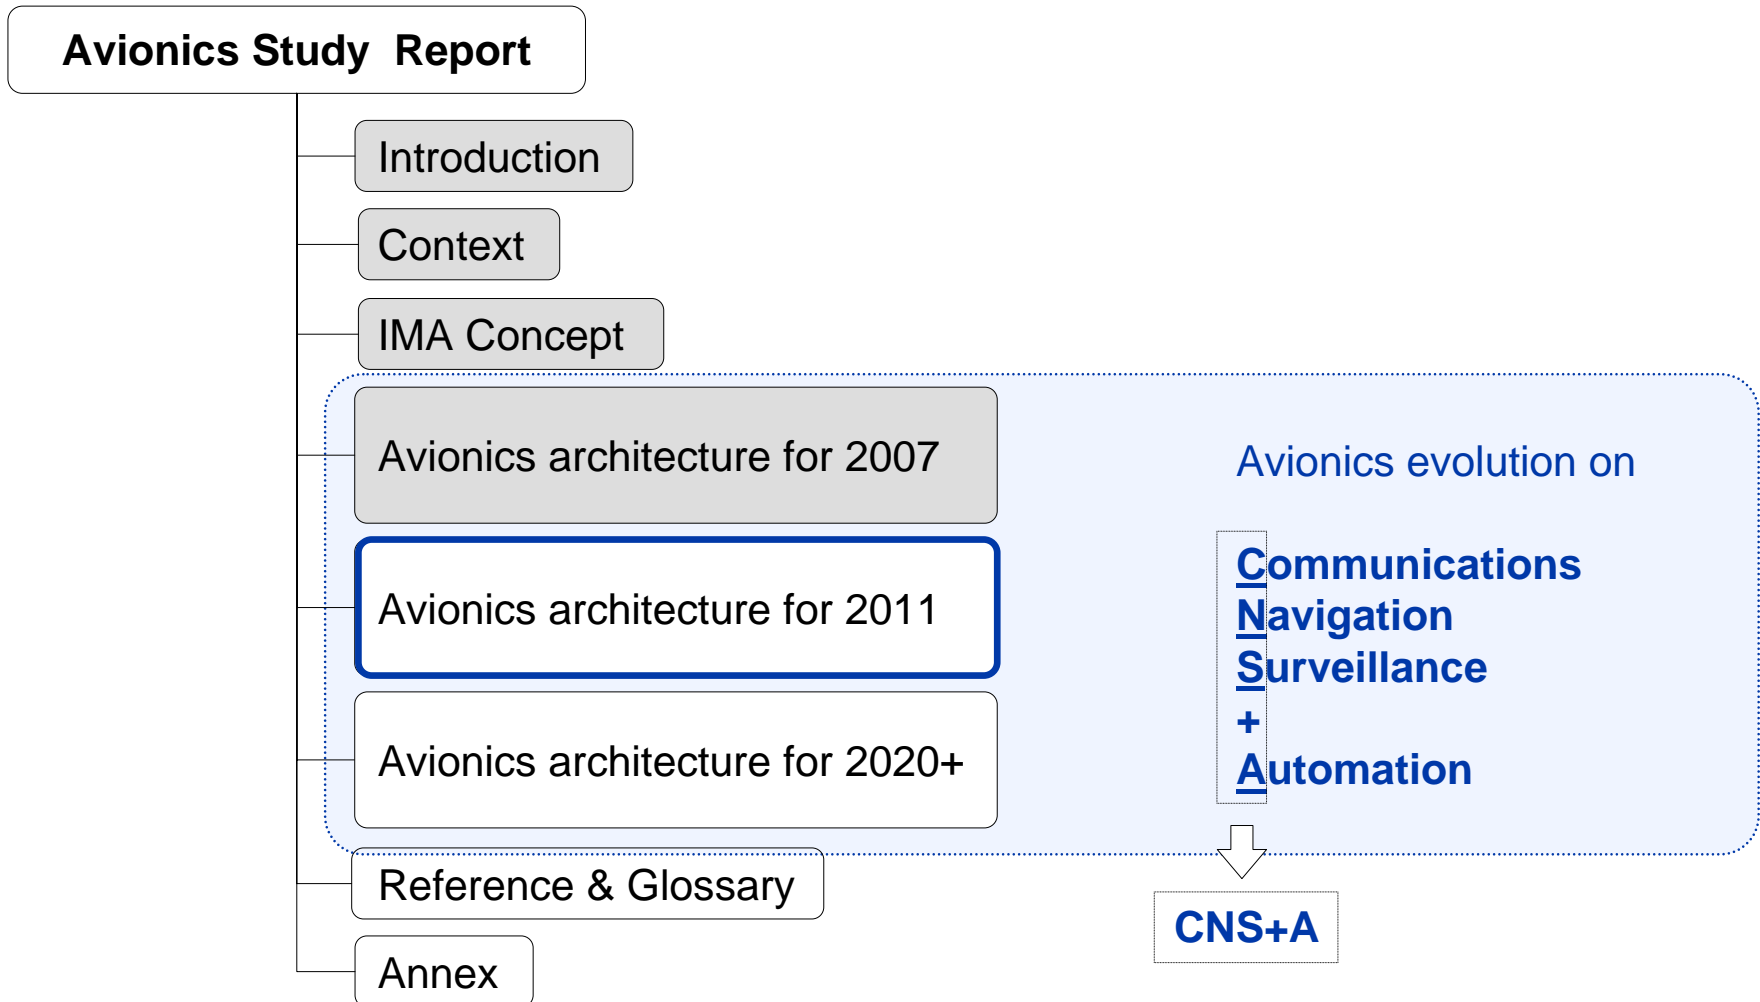 Avionics Study  Report
Introduction
Context
IMA Concept
Avionics architecture for 2007
Avionics architecture for 2011
Avionics architecture for 2020+
Reference & Glossary
Annex
Avionics evolution on
Communications
Navigation
Surveillance
+
Automation
CNS+A